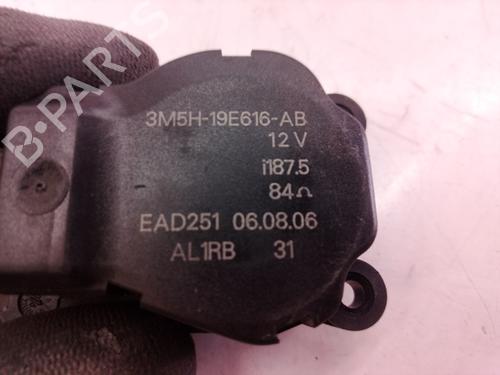 3M5H-19E616-AB
12 V
i187.5
84Ω
EAD251 06.08.06
AL1RB 31
B-PARTS